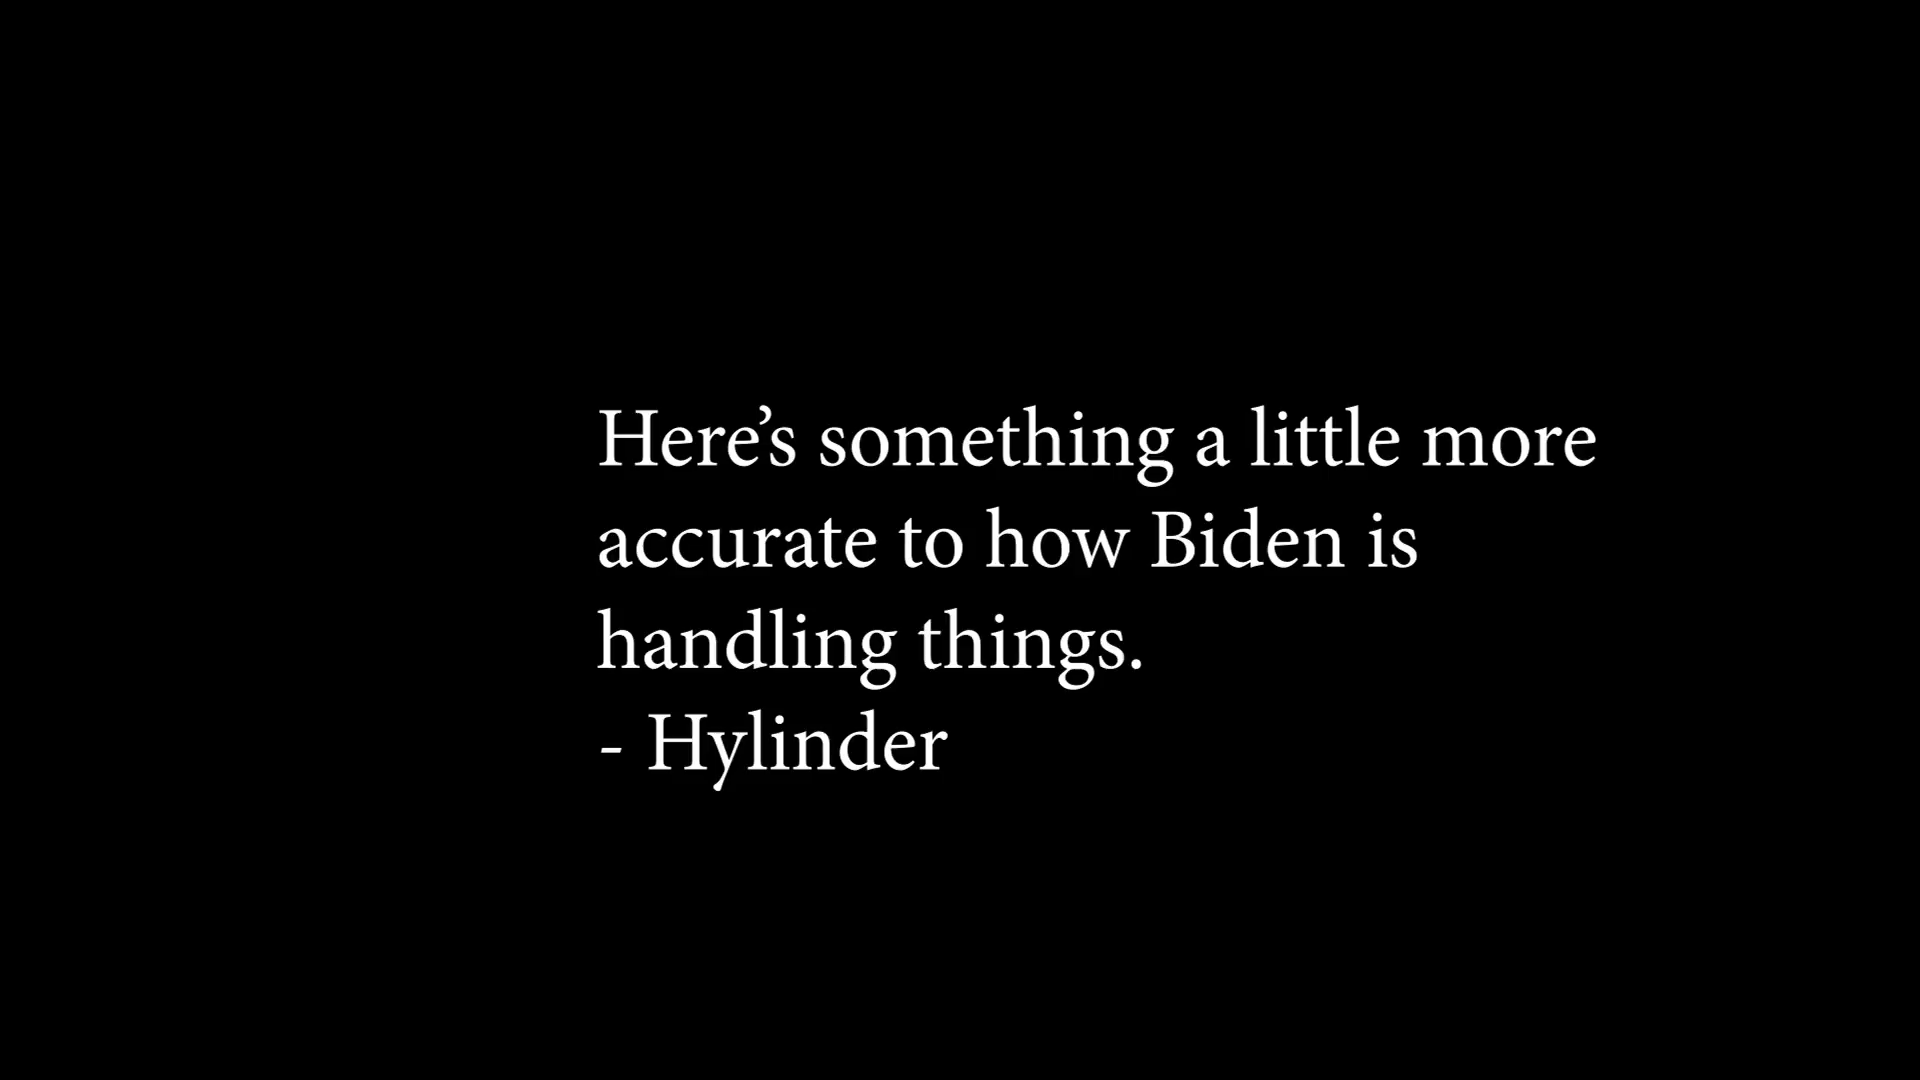 Here’s something a little more
accurate to how Biden is
handling things.
- Hylinder